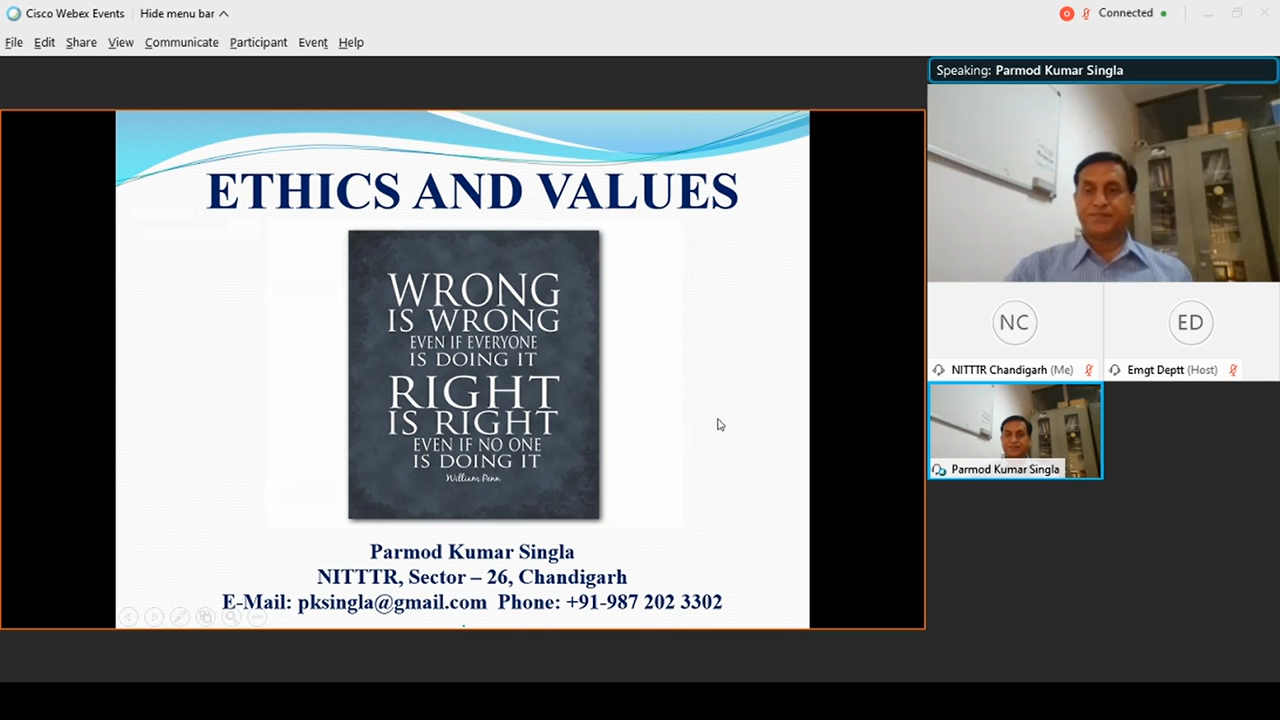 Cisco Webex Events
Hide menu bar
Connected
File Edit Share View Communicate Participant Event Help
Speaking: Parmod Kumar Singla
ETHICS AND VALUES
WRONG
IS WRONG
EVEN IF EVERYONE
IS DOING IT
RIGHT
IS RIGHT
EVEN IF NO ONE
IS DOING IT
William Penn
Parmod Kumar Singla
NITTTR, Sector – 26, Chandigarh
E-Mail: pksingla@gmail.com Phone: +91-987 202 3302
NC
ED
NITTTR Chandigarh (Me)
Emgt Deptt (Host)
Parmod Kumar Singla